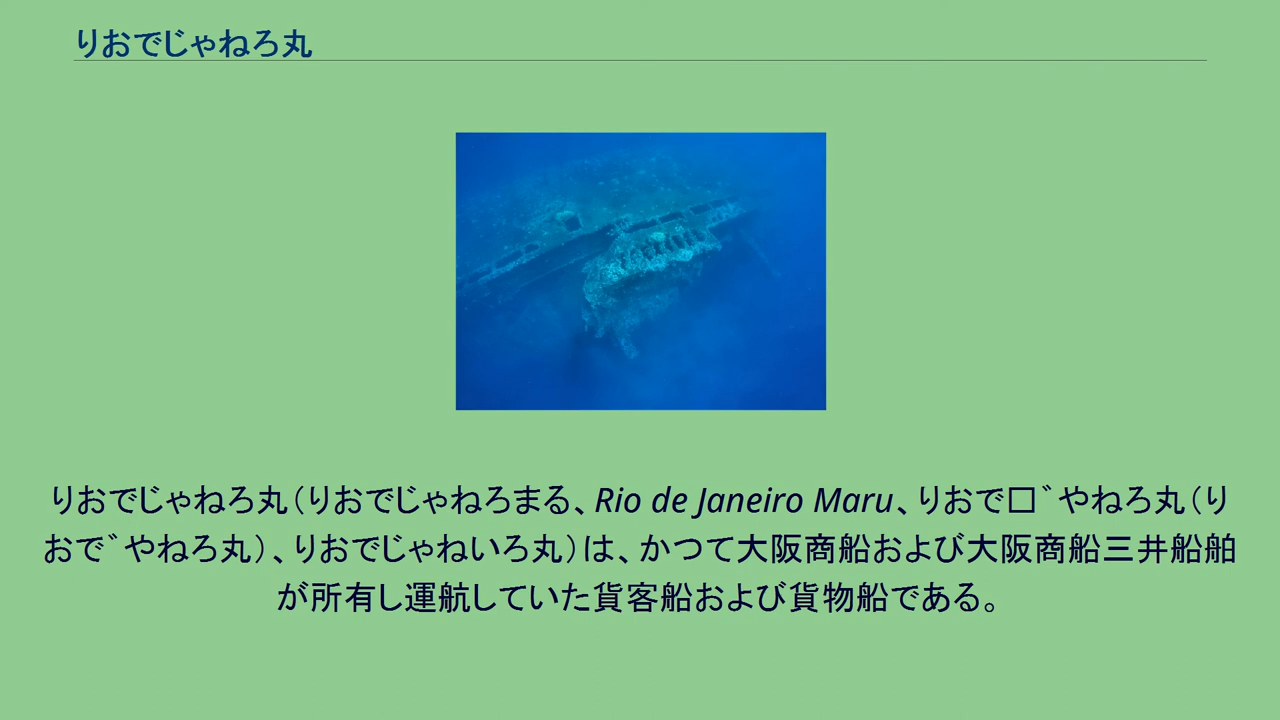 りおでじゃねろ丸
りおでじゃねろ丸（りおでじゃねろまる、Rio de Janeiro Maru、りおで□゛やねろ丸（り
おで゛やねろ丸）、りおでじゃねいろ丸）は、かつて大阪商船および大阪商船三井船舶
が所有し運航していた貨客船および貨物船である。